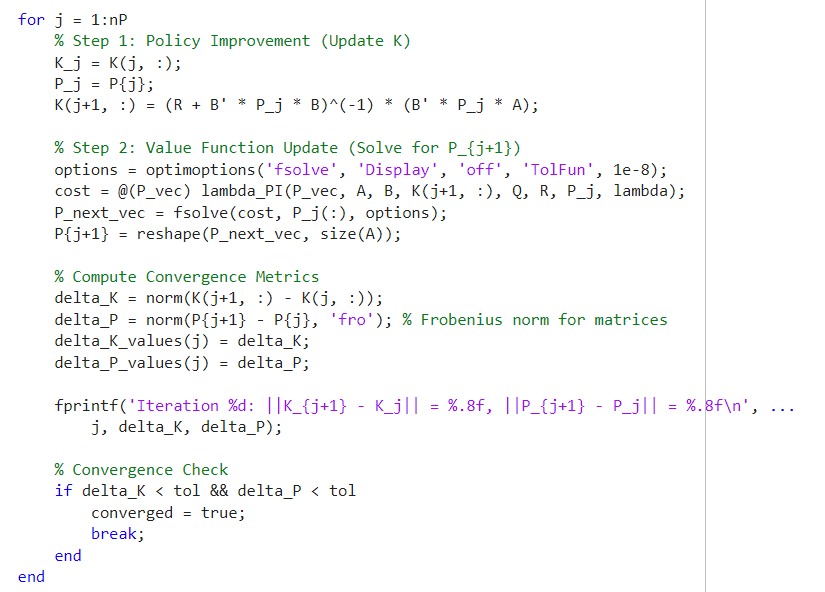 for j = 1:nP
% Step 1: Policy Improvement (Update K)
K_j = K(j, :);
P_j = P{j};
K(j+1, :) = (R + B' * P_j * B)^(-1) * (B' * P_j * A);
% Step 2: Value Function Update (Solve for P_{j+1})
options = optimoptions('fsolve', 'Display', 'off', 'TolFun', 1e-8);
cost = @(P_vec) lambda_PI(P_vec, A, B, K(j+1, :), Q, R, P_j, lambda);
P_next_vec = fsolve(cost, P_j(:), options);
P{j+1} = reshape(P_next_vec, size(A));
% Compute Convergence Metrics
delta_K = norm(K(j+1, :) - K(j, :));
delta_P = norm(P{j+1} - P{j}, 'fro'); % Frobenius norm for matrices
delta_K_values(j) = delta_K;
delta_P_values(j) = delta_P;
fprintf('Iteration %d: ||K_{j+1} - K_j|| = %.8f, ||P_{j+1} - P_j|| = %.8f\n', ...
j, delta_K, delta_P);
% Convergence Check
if delta_K < tol && delta_P < tol
converged = true;
break;
end
end